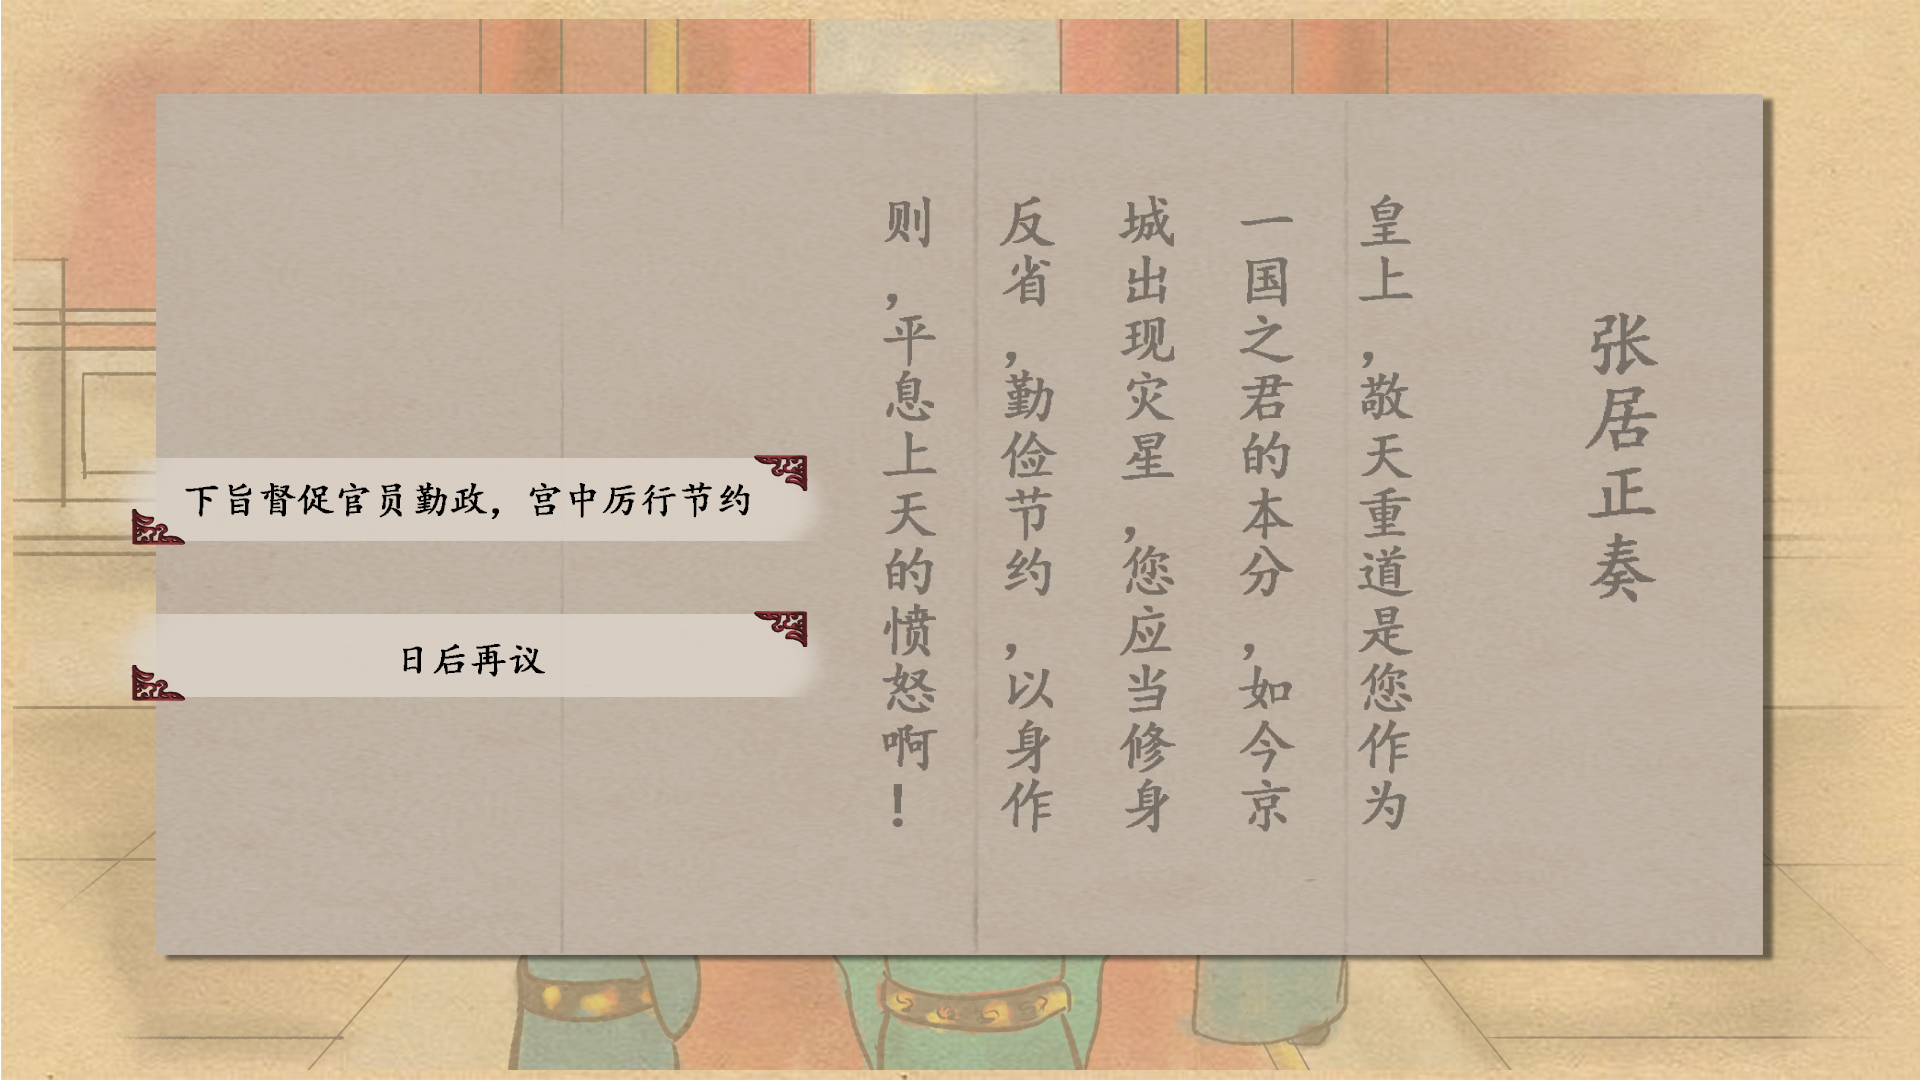 张居正奏
皇上，敬天重道是您作为
一国之君的本分，如今京
城出现灾星，您应当修身
反省，勤俭节约，以身作
则，平息上天的愤怒啊！
下旨督促官员勤政，宫中厉行节约
日后再议